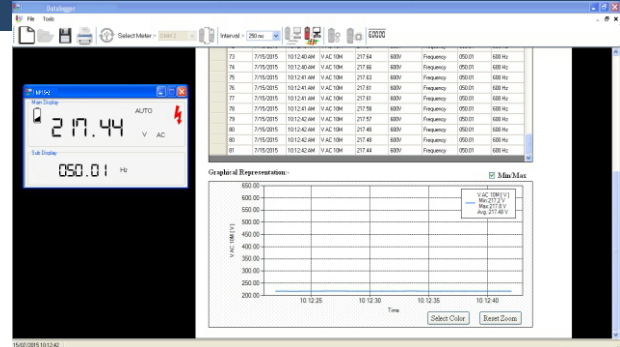 Datalogger
File Tools
Select Meter:- Interval:- 250 ms
73 7/15/2015 10:12:40 AM V AC 10M 217.64 600V Frequency 050.01 600 Hz
74 7/15/2015 10:12:40 AM V AC 10M 217.66 600V Frequency 050.01 600 Hz
75 7/15/2015 10:12:41 AM V AC 10M 217.63 600V Frequency 050.01 600 Hz
76 7/15/2015 10:12:41 AM V AC 10M 217.61 600V Frequency 050.01 600 Hz
77 7/15/2015 10:12:41 AM V AC 10M 217.61 600V Frequency 050.01 600 Hz
78 7/15/2015 10:12:41 AM V AC 10M 217.58 600V Frequency 050.01 600 Hz
79 7/15/2015 10:12:42 AM V AC 10M 217.57 600V Frequency 050.01 600 Hz
80 7/15/2015 10:12:42 AM V AC 10M 217.48 600V Frequency 050.01 600 Hz
80 7/15/2015 10:12:42 AM V AC 10M 217.48 600V Frequency 050.01 600 Hz
81 7/15/2015 10:12:42 AM V AC 10M 217.44 600V Frequency 050.01 600 Hz
Main Display
AUTO
217.44 V AC
Sub Display
050.01 Hz
Graphical Representation:-
Min/Max
650.00
600.00
550.00
500.00
450.00
400.00
350.00
300.00
250.00
200.00
V AC 10M [ V ]
V AC 10M [ V ]
Min:217.2 V
Max:217.8 V
Avg:217.48 V
10:12:25 10:12:30 10:12:35 10:12:40
Time
Select Color Reset Zoom
15/07/2015 10:12:42